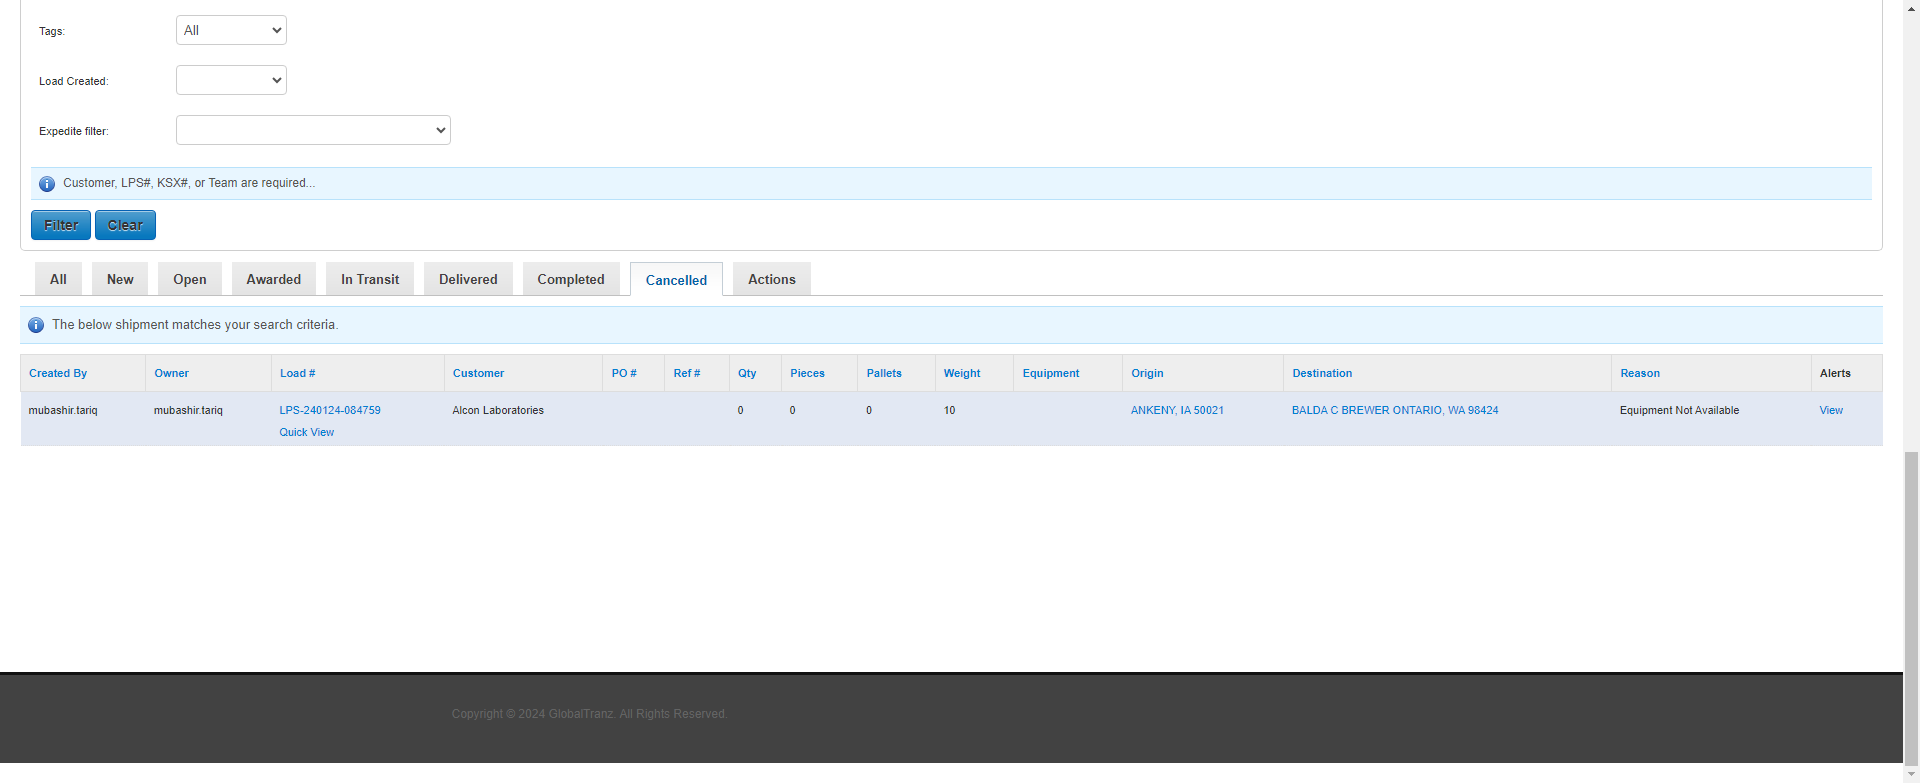 Tags: All
Load Created:
Expedite filter:
Customer, LPS#, KSX#, or Team are required...
Filter Clear
All New Open Awarded In Transit Delivered Completed Cancelled Actions
The below shipment matches your search criteria.
Created By Owner Load # Customer PO # Ref # Qty Pieces Pallets Weight Equipment Origin Destination Reason Alerts
mubashir.tariq mubashir.tariq LPS-240124-084759 Alcon Laboratories 0 0 0 10 ANKENY, IA 50021 BALDA C BREWER ONTARIO, WA 98424 Equipment Not Available View
Quick View
Copyright © 2024 GlobalTranz. All Rights Reserved.